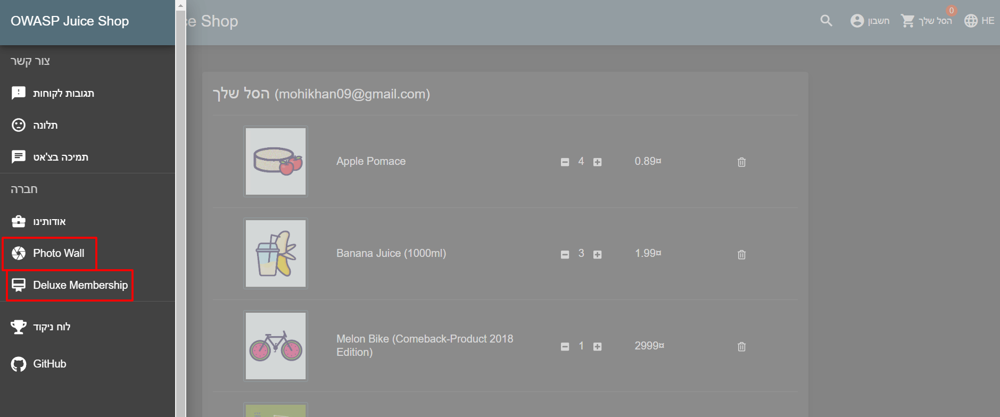 OWASP Juice Shop
צור קשר
תגובות לקוחות
תלונה
תמיכה בצ'אט
חברה
אודותינו
Photo Wall
Deluxe Membership
לוח ניקוד
GitHub
ce Shop
חשבון
הסל שלך
0
HE
הסל שלך (mohikhan09@gmail.com)
Apple Pomace 4 0.89¤
Banana Juice (1000ml) 3 1.99¤
Melon Bike (Comeback-Product 2018
Edition) 1 2999¤